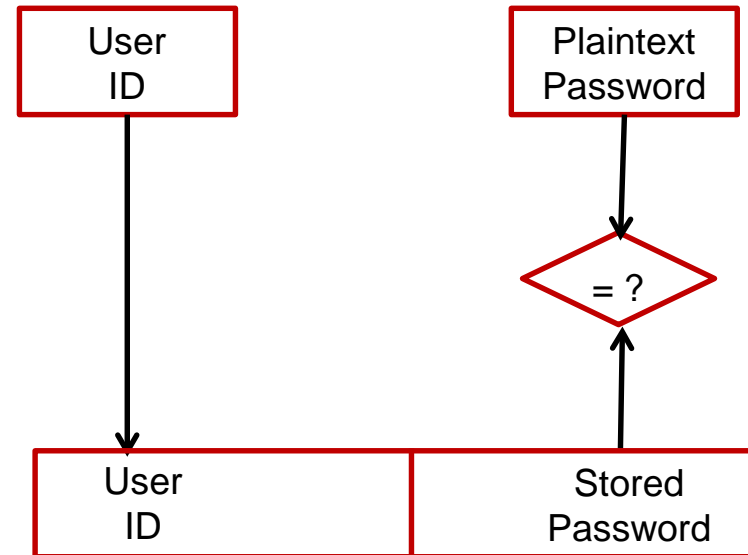 User
ID
Plaintext
Password
= ?
User
ID
Stored
Password